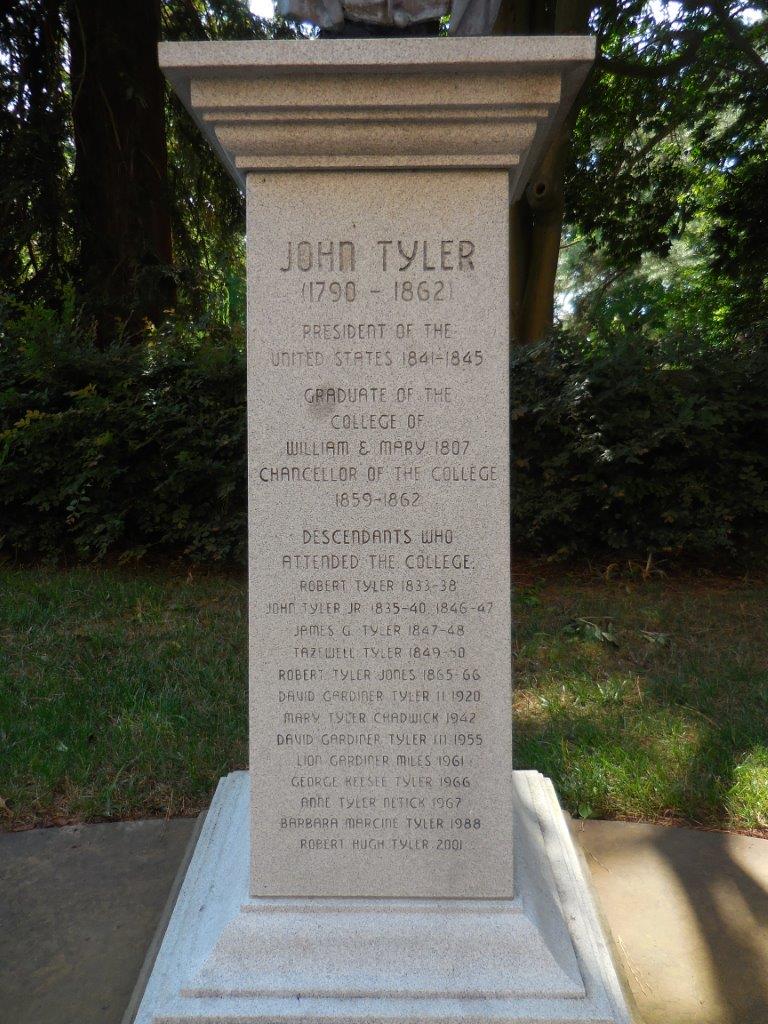 JOHN TYLER
(1790 - 1862)
PRESIDENT OF THE
UNITED STATES 1841-1845
GRADUATE OF THE
COLLEGE OF
WILLIAM & MARY 1807
CHANCELLOR OF THE COLLEGE
1859-1862
DESCENDANTS WHO
ATTENDED THE COLLEGE:
ROBERT TYLER 1833-38
JOHN TYLER JR 1835-40, 1846-47
JAMES G. TYLER 1847-48
TAZEWELL TYLER 1849-50
ROBERT TYLER JONES 1865-66
DAVID GARDINER TYLER II 1920
MARY TYLER CHADWICK 1942
DAVID GARDINER TYLER III 1955
LION GARDINER MILES 1961
GEORGE KEESEE TYLER 1966
ANNE TYLER NETICK 1967
BARBARA MARCINE TYLER 1988
ROBERT HUGH TYLER 2001